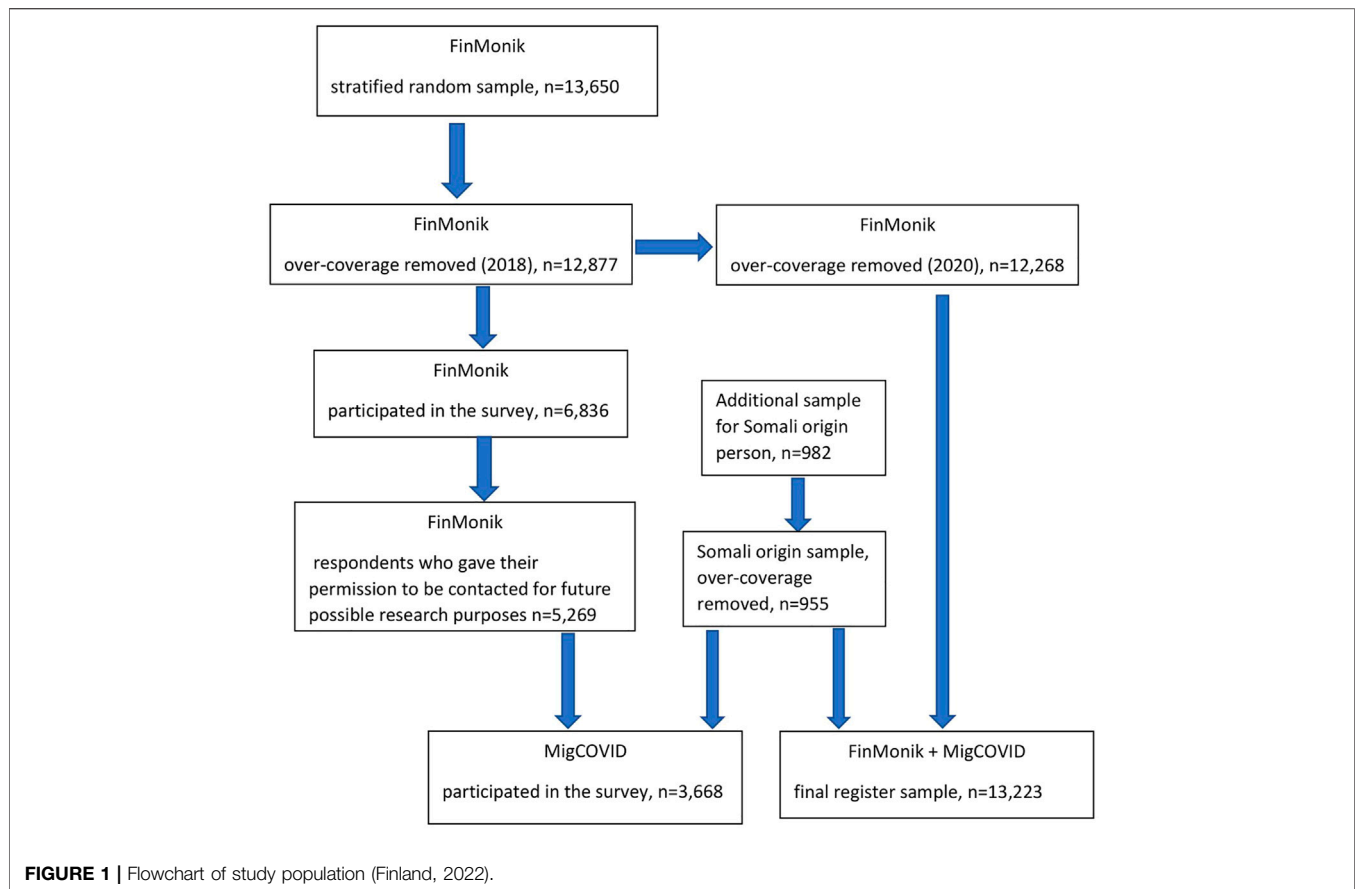 FinMonik
stratified random sample, n=13,650
FinMonik
over-coverage removed (2018), n=12,877
FinMonik
over-coverage removed (2020), n=12,268
FinMonik
participated in the survey, n=6,836
Additional sample
for Somali origin
person, n=982
FinMonik
respondents who gave their
permission to be contacted for future
possible research purposes n=5,269
Somali origin sample,
over-coverage
removed, n=955
MigCOVID
participated in the survey, n=3,668
FinMonik + MigCOVID
final register sample, n=13,223
FIGURE 1 | Flowchart of study population (Finland, 2022).